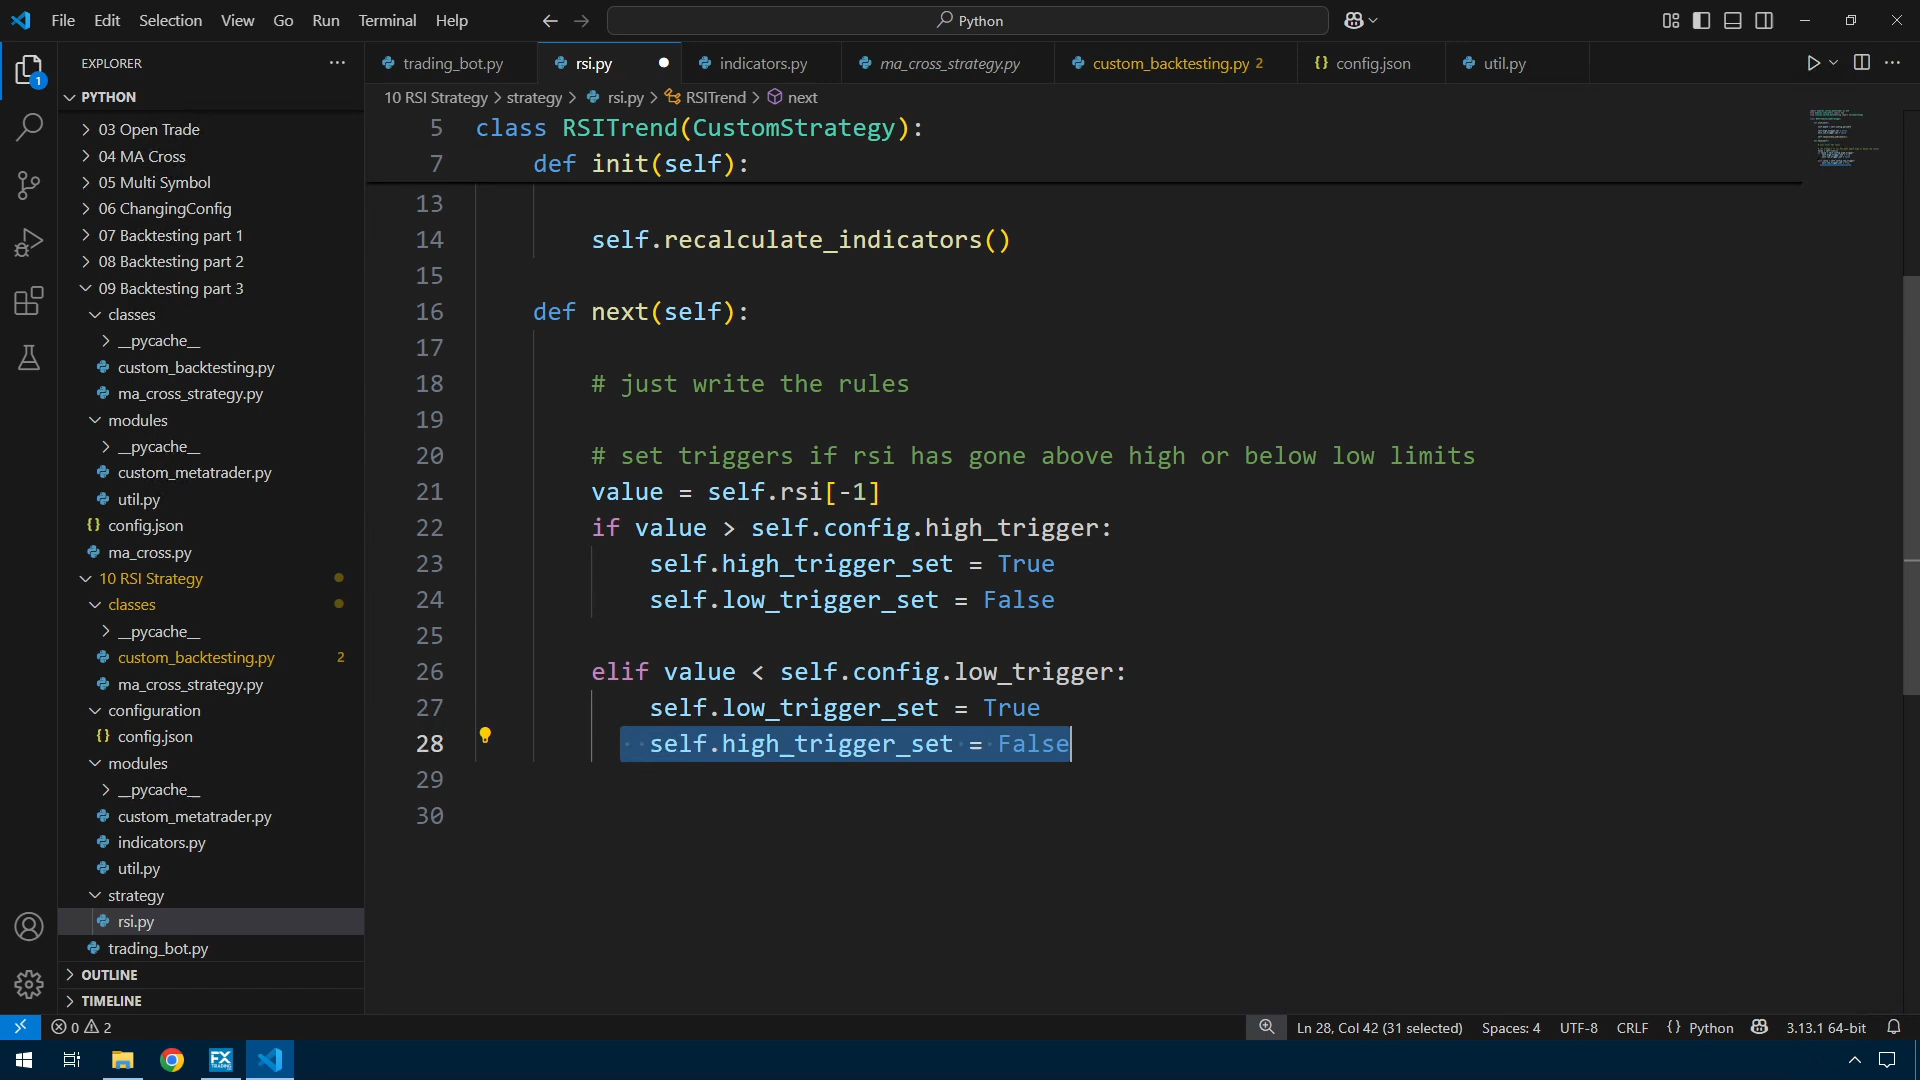 File Edit Selection View Go Run Terminal Help
Python
EXPLORER
PYTHON
03 Open Trade
04 MA Cross
05 Multi Symbol
06 ChangingConfig
07 Backtesting part 1
08 Backtesting part 2
09 Backtesting part 3
classes
__pycache__
custom_backtesting.py
ma_cross_strategy.py
modules
__pycache__
custom_metatrader.py
util.py
{} config.json
ma_cross.py
10 RSI Strategy
classes
__pycache__
custom_backtesting.py 2
ma_cross_strategy.py
configuration
{} config.json
modules
__pycache__
custom_metatrader.py
indicators.py
util.py
strategy
rsi.py
trading_bot.py
OUTLINE
TIMELINE
trading_bot.py rsi.py indicators.py ma_cross_strategy.py custom_backtesting.py 2 {} config.json util.py
10 RSI Strategy > strategy > rsi.py > RSITrend > next
5 class RSITrend(CustomStrategy):
7 def init(self):
13
14 self.recalculate_indicators()
15
16 def next(self):
17
18 # just write the rules
19
20 # set triggers if rsi has gone above high or below low limits
21 value = self.rsi[-1]
22 if value > self.config.high_trigger:
23 self.high_trigger_set = True
24 self.low_trigger_set = False
25
26 elif value < self.config.low_trigger:
27 self.low_trigger_set = True
28 self.high_trigger_set = False
29
30
1
0 2
Ln 28, Col 42 (31 selected) Spaces: 4 UTF-8 CRLF {} Python 3.13.1 64-bit
FX TRADING